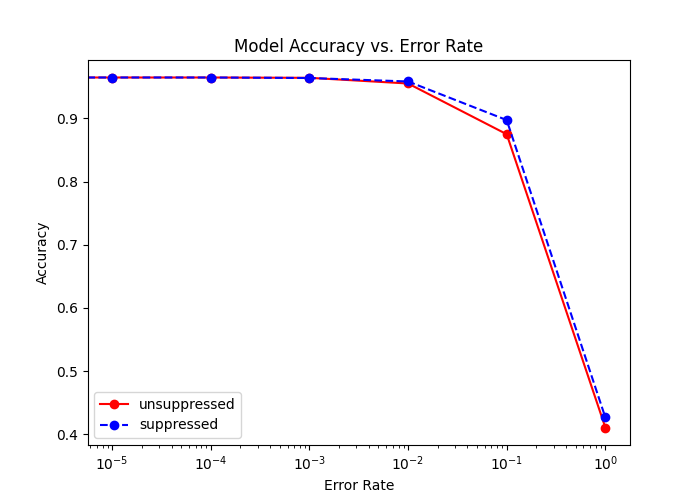 Model Accuracy vs. Error Rate
Accuracy
0.9
0.8
0.7
0.6
0.5
0.4
unsuppressed
suppressed
10⁻⁵ 10⁻⁴ 10⁻³ 10⁻² 10⁻¹ 10⁰
Error Rate